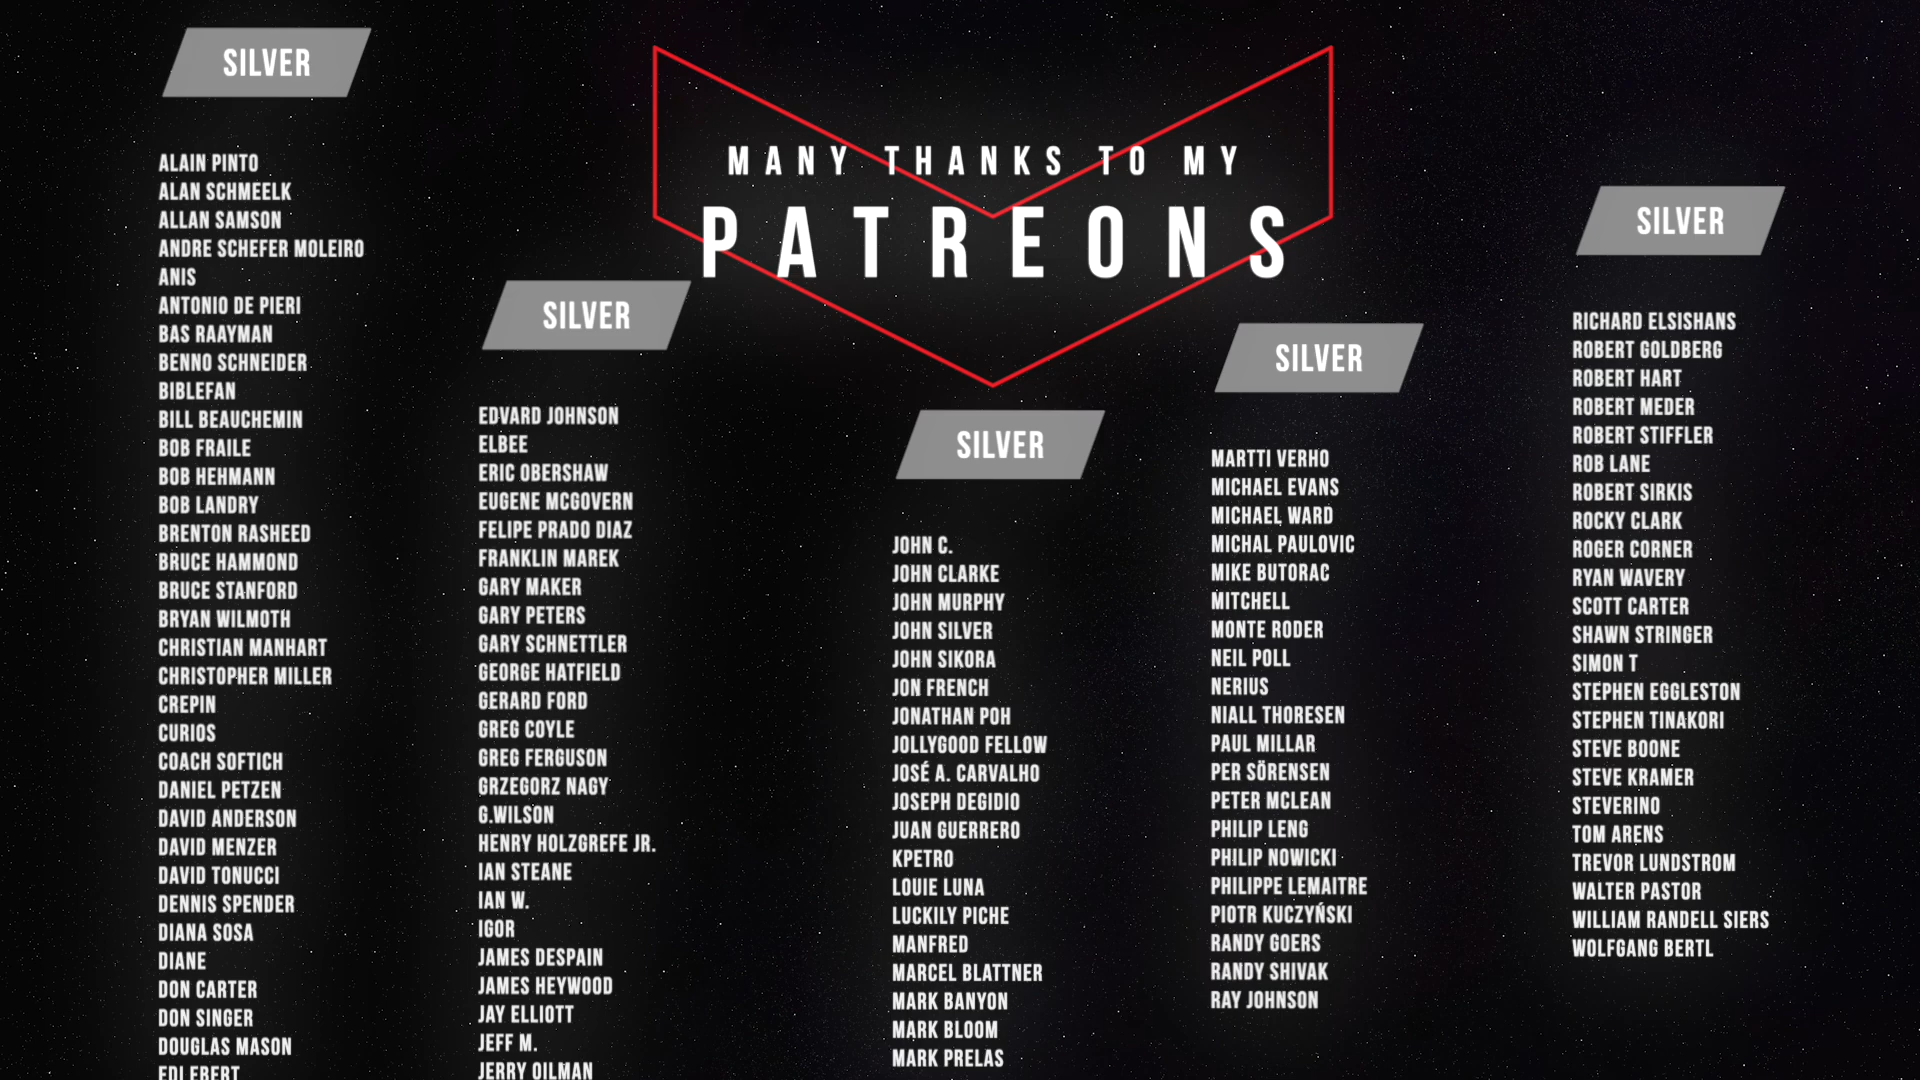 SILVER
ALAIN PINTO
ALAN SCHMEELK
ALLAN SAMSON
ANDRE SCHEFER MOLEIRO
ANIS
ANTONIO DE PIERI
BAS RAAYMAN
BENNO SCHNEIDER
BIBLEFAN
BILL BEAUCHEMIN
BOB FRAILE
BOB HEHMANN
BOB LANDRY
BRENTON RASHEED
BRUCE HAMMOND
BRUCE STANFORD
BRYAN WILMOTH
CHRISTIAN MANHART
CHRISTOPHER MILLER
CREPIN
CURIOS
COACH SOFTICH
DANIEL PETZEN
DAVID ANDERSON
DAVID MENZER
DAVID TONUCCI
DENNIS SPENDER
DIANA SOSA
DIANE
DON CARTER
DON SINGER
DOUGLAS MASON
MANY THANKS TO MY
PATREONS
SILVER
EDVARD JOHNSON
ELBEE
ERIC OBERSHAW
EUGENE MCGOVERN
FELIPE PRADO DIAZ
FRANKLIN MAREK
GARY MAKER
GARY PETERS
GARY SCHNETTLER
GEORGE HATFIELD
GERARD FORD
GREG COYLE
GREG FERGUSON
GRZEGORZ NAGY
G.WILSON
HENRY HOLZGREFE JR.
IAN STEANE
IAN W.
IGOR
JAMES DESPAIN
JAMES HEYWOOD
JAY ELLIOTT
JEFF M.
JERRY OILMAN
SILVER
JOHN C.
JOHN CLARKE
JOHN MURPHY
JOHN SILVER
JOHN SIKORA
JON FRENCH
JONATHAN POH
JOLLYGOOD FELLOW
JOSÉ A. CARVALHO
JOSEPH DEGIDIO
JUAN GUERRERO
KPETRO
LOUIE LUNA
LUCKILY PICHE
MANFRED
MARCEL BLATTNER
MARK BANYON
MARK BLOOM
MARK PRELAS
SILVER
MARTTI VERHO
MICHAEL EVANS
MICHAEL WARD
MICHAL PAULOVIC
MIKE BUTORAC
MITCHELL
MONTE RODER
NEIL POLL
NERIUS
NIALL THORESEN
PAUL MILLAR
PER SÖRENSEN
PETER MCLEAN
PHILIP LENG
PHILIP NOWICKI
PHILIPPE LEMAITRE
PIOTR KUCZYŃSKI
RANDY GOERS
RANDY SHIVAK
RAY JOHNSON
SILVER
RICHARD ELSISHANS
ROBERT GOLDBERG
ROBERT HART
ROBERT MEDER
ROBERT STIFFLER
ROB LANE
ROBERT SIRKIS
ROCKY CLARK
ROGER CORNER
RYAN WAVERY
SCOTT CARTER
SHAWN STRINGER
SIMON T
STEPHEN EGGLESTON
STEPHEN TINAKORI
STEVE BOONE
STEVE KRAMER
STEVERINO
TOM ARENS
TREVOR LUNDSTROM
WALTER PASTOR
WILLIAM RANDELL SIERS
WOLFGANG BERTL